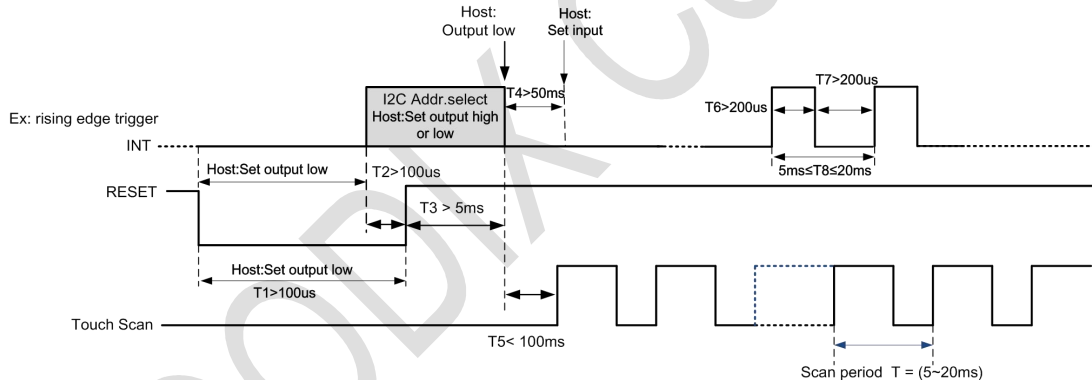 Host:
Output low
Host:
Set input
T4>50ms
T7>200us
T6>200us
I2C Addr.select
Host:Set output high
or low
Ex: rising edge trigger
INT
Host:Set output low
T2>100us
5ms≤T8≤20ms
RESET
T3 > 5ms
Host:Set output low
T1>100us
Touch Scan
T5< 100ms
Scan period T = (5~20ms)